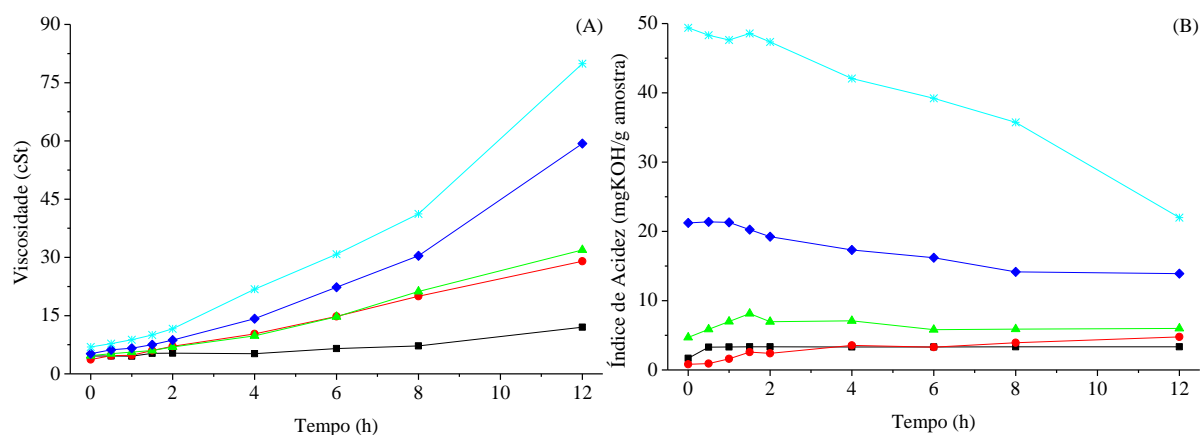 (A)
Viscosidade (cSt)
90
75
60
45
30
15
0
0 2 4 6 8 10 12
Tempo (h)
(B)
Índice de Acidez (mgKOH/g amostra)
50
40
30
20
10
0
0 2 4 6 8 10 12
Tempo (h)